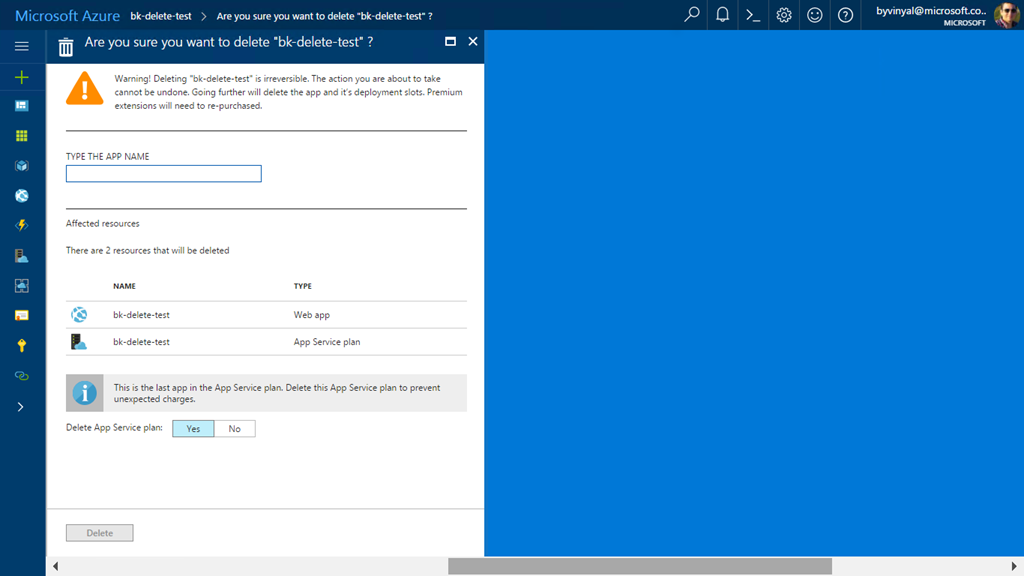 Microsoft Azure bk-delete-test > Are you sure you want to delete "bk-delete-test" ?
byvinyal@microsoft.co..
MICROSOFT
Are you sure you want to delete "bk-delete-test" ?
Warning! Deleting "bk-delete-test" is irreversible. The action you are about to take
cannot be undone. Going further will delete the app and it's deployment slots. Premium
extensions will need to re-purchased.
TYPE THE APP NAME
Affected resources
There are 2 resources that will be deleted
NAME TYPE
bk-delete-test Web app
bk-delete-test App Service plan
This is the last app in the App Service plan. Delete this App Service plan to prevent
unexpected charges.
Delete App Service plan: Yes No
Delete